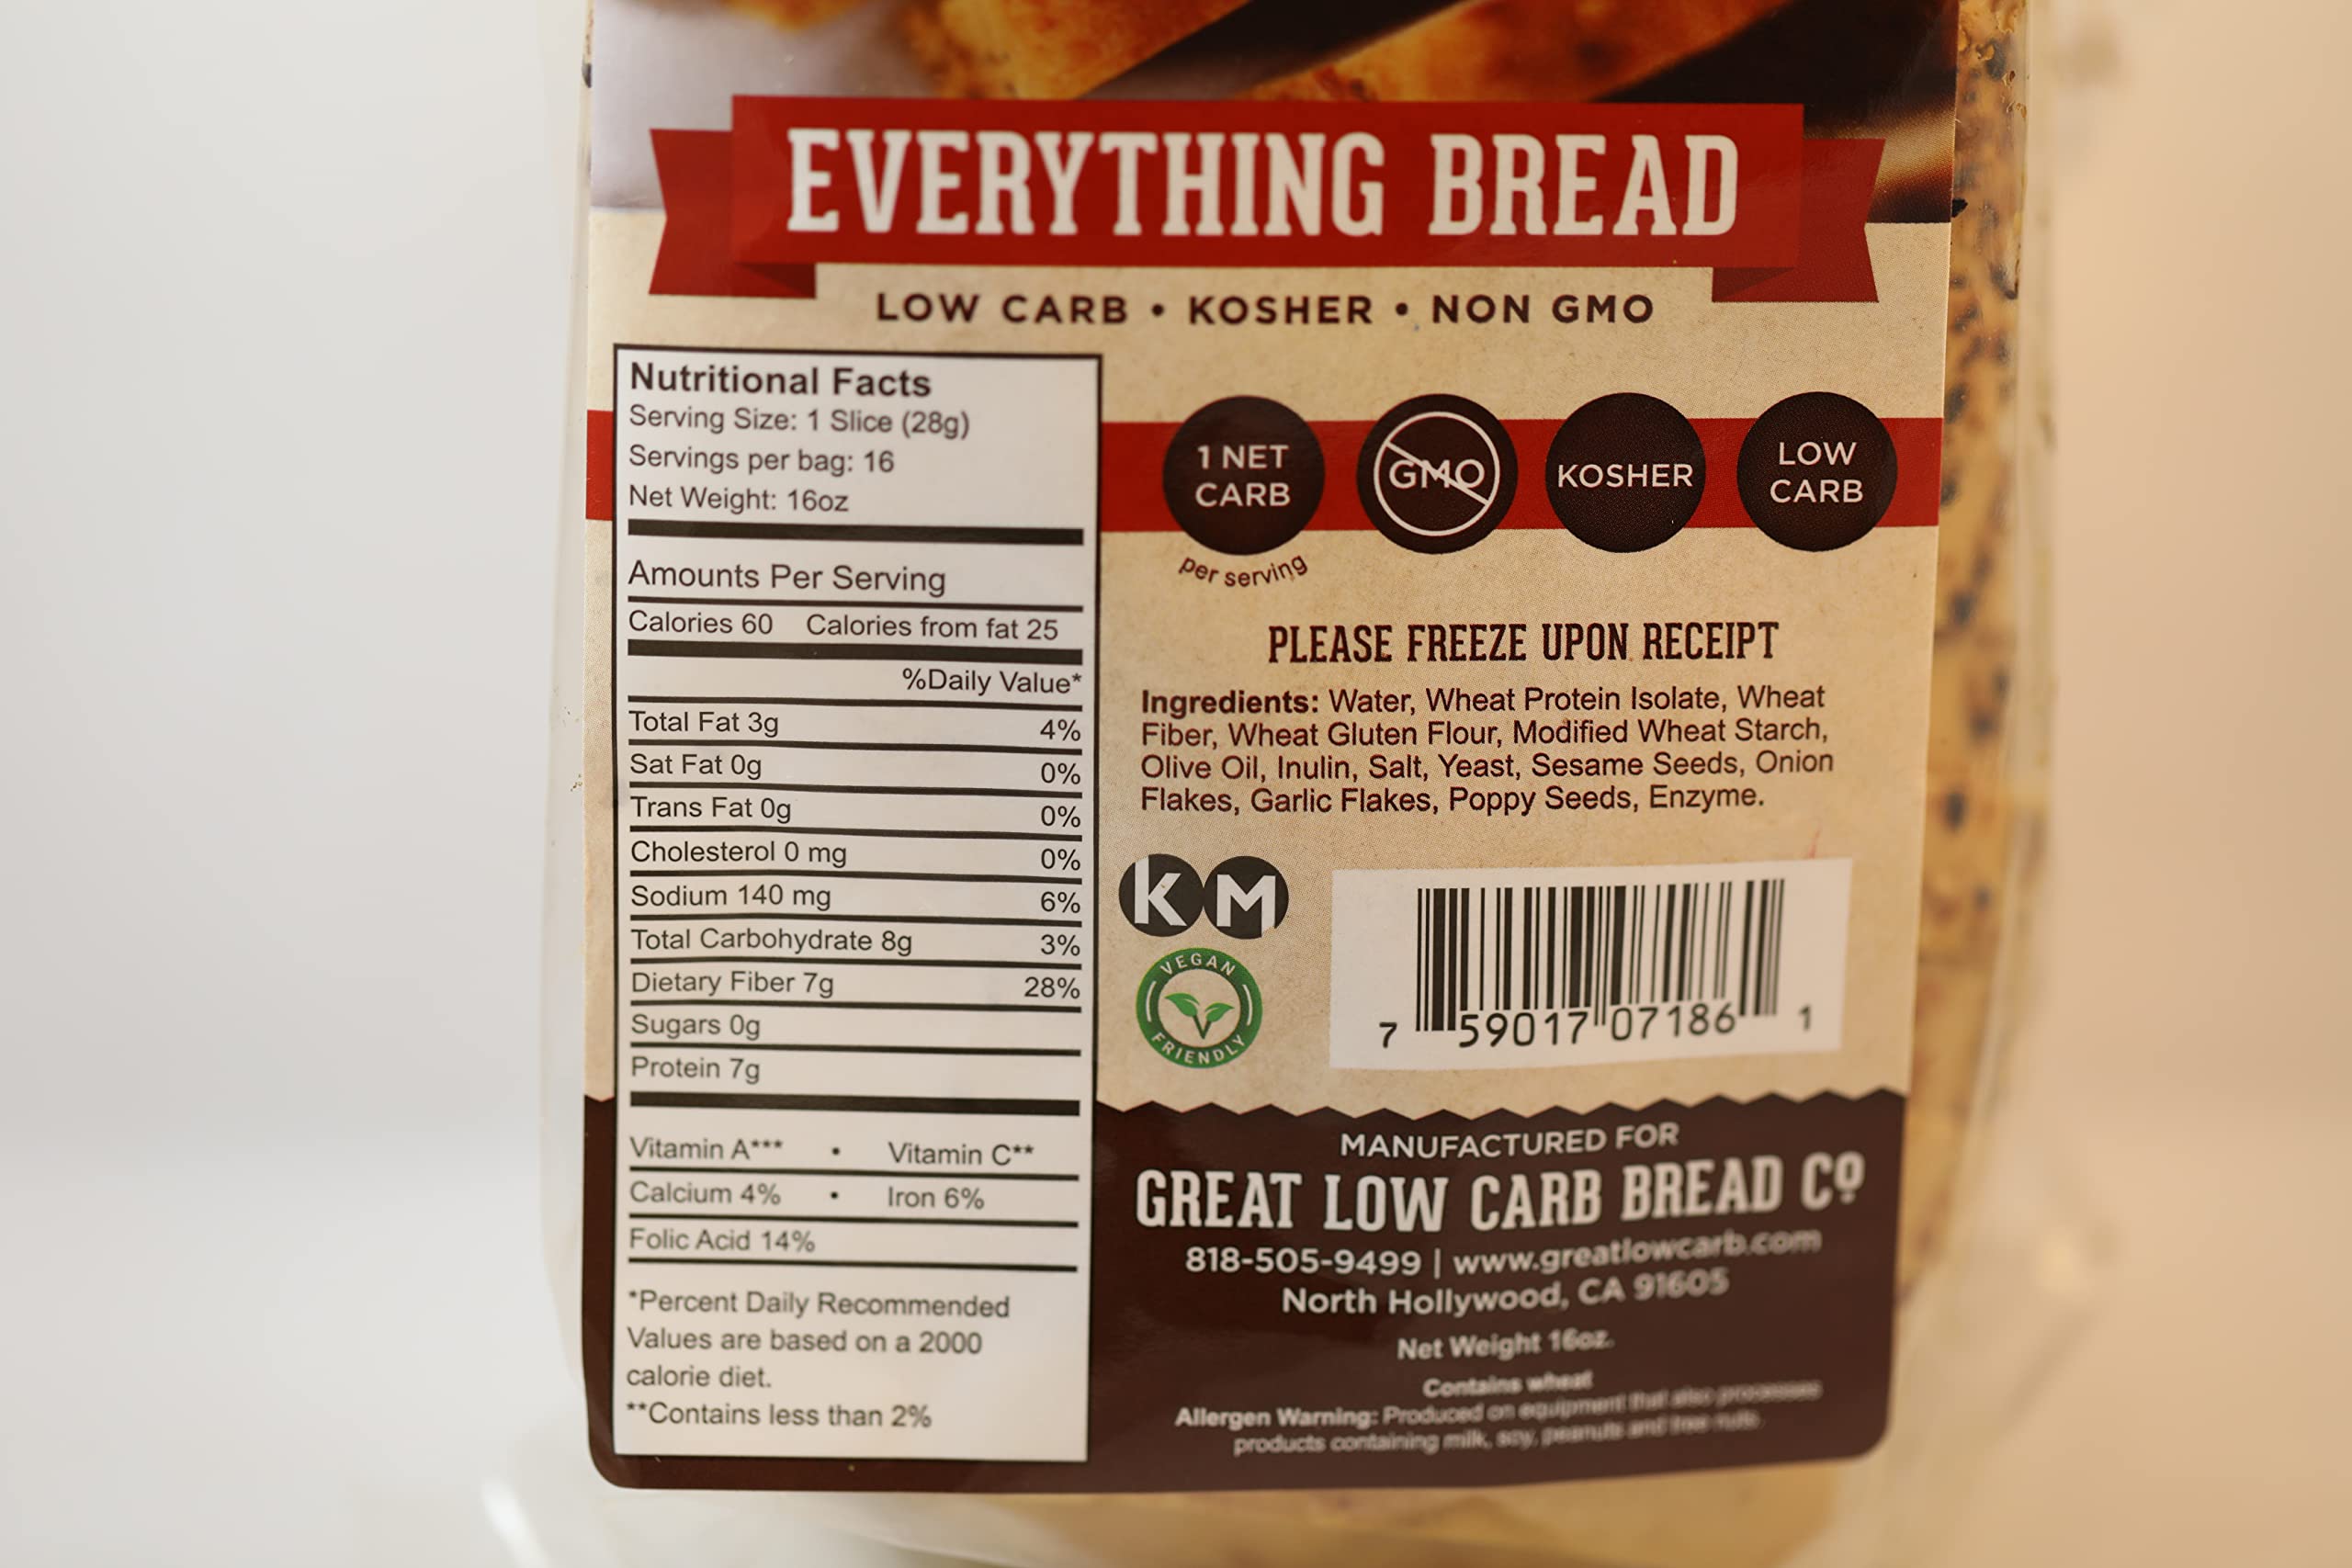 EVERYTHING BREAD
LOW CARB • KOSHER • NON GMO
Nutritional Facts
Serving Size: 1 Slice (28g)
Servings per bag: 16
Net Weight: 16oz
Amounts Per Serving
Calories 60 Calories from fat 25
%Daily Value*
Total Fat 3g 4%
Sat Fat 0g 0%
Trans Fat 0g 0%
Cholesterol 0 mg 0%
Sodium 140 mg 6%
Total Carbohydrate 8g 3%
Dietary Fiber 7g 28%
Sugars 0g
Protein 7g
Vitamin A*** • Vitamin C**
Calcium 4% • Iron 6%
Folic Acid 14%
*Percent Daily Recommended
Values are based on a 2000
calorie diet.
**Contains less than 2%
1 NET
CARB
per serving
GMO
KOSHER
LOW
CARB
PLEASE FREEZE UPON RECEIPT
Ingredients: Water, Wheat Protein Isolate, Wheat
Fiber, Wheat Gluten Flour, Modified Wheat Starch,
Olive Oil, Inulin, Salt, Yeast, Sesame Seeds, Onion
Flakes, Garlic Flakes, Poppy Seeds, Enzyme.
K M
VEGAN
FRIENDLY
7 59017 07186 1
MANUFACTURED FOR
GREAT LOW CARB BREAD Cº
818-505-9499 | www.greatlowcarb.com
North Hollywood, CA 91605
Net Weight 16oz.
Contains wheat
Allergen Warning: Produced on equipment that also processes
products containing milk, soy, peanuts and tree nuts.